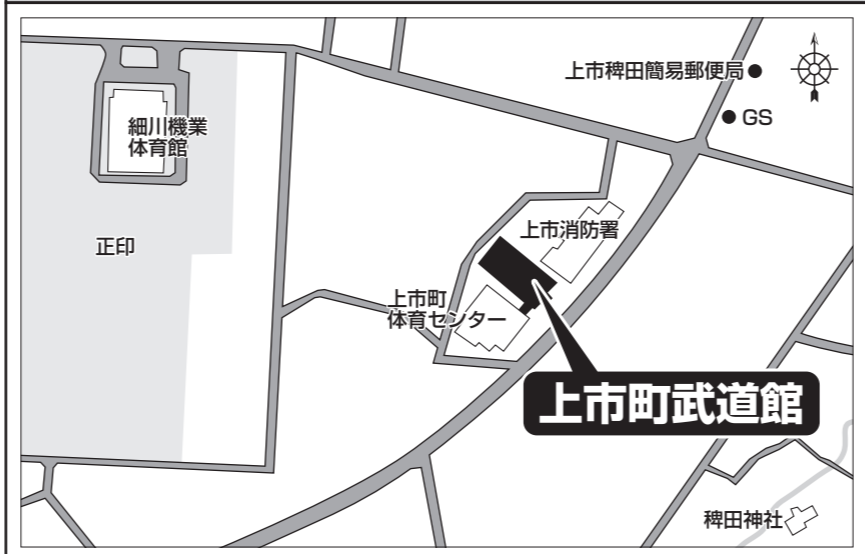 上市稗田簡易郵便局
GS
細川機業
体育館
正印
上市消防署
上市町
体育センター
上市町武道館
稗田神社